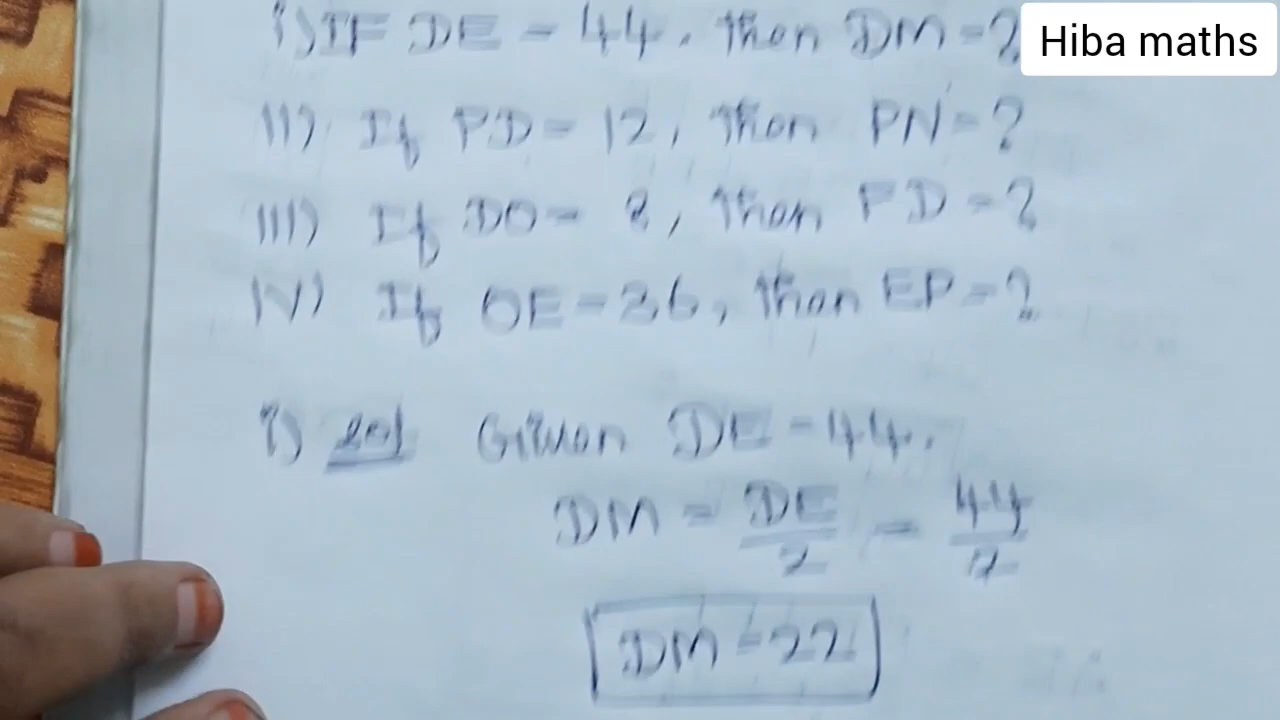 i) IF DE = 44, then DM = ?
Hiba maths
II) If PD = 12, then PN = ?
III) If DO = 8, then FD = ?
IV) If OE = 36, then EP = ?
i) sol Given DE = 44.
DM = DE/2 = 44/2
DM = 22